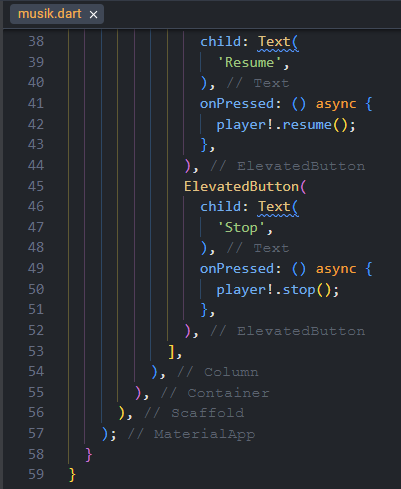 musik.dart ×
38 child: Text(
39 'Resume',
40 ), // Text
41 onPressed: () async {
42 player!.resume();
43 },
44 ), // ElevatedButton
45 ElevatedButton(
46 child: Text(
47 'Stop',
48 ), // Text
49 onPressed: () async {
50 player!.stop();
51 },
52 ), // ElevatedButton
53 ],
54 ), // Column
55 ), // Container
56 ), // Scaffold
57 ); // MaterialApp
58 }
59 }